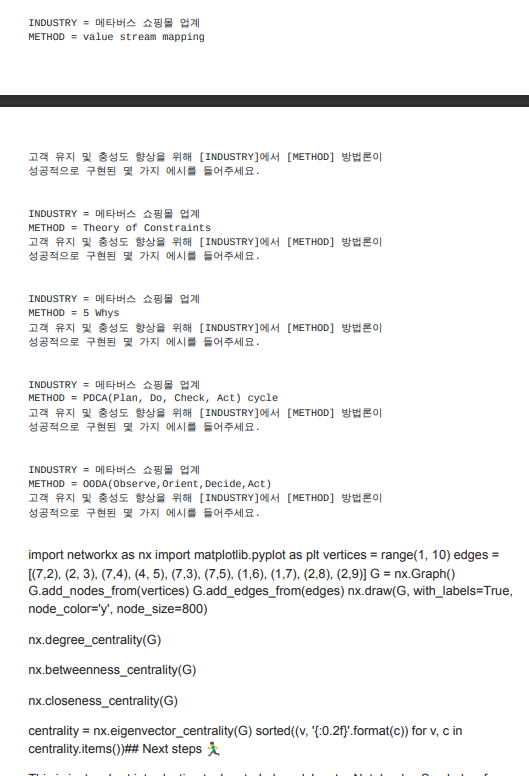 INDUSTRY = 메타버스 쇼핑몰 업계
METHOD = value stream mapping
고객 유지 및 충성도 향상을 위해 [INDUSTRY]에서 [METHOD] 방법론이
성공적으로 구현된 몇 가지 에시를 들어주세요.
INDUSTRY = 메타버스 쇼핑몰 업계
METHOD = Theory of Constraints
고객 유지 및 충성도 향상을 위해 [INDUSTRY]에서 [METHOD] 방법론이
성공적으로 구현된 몇 가지 에시를 들어주세요.
INDUSTRY = 메타버스 쇼핑몰 업계
METHOD = 5 Whys
고객 유지 및 충성도 향상을 위해 [INDUSTRY]에서 [METHOD] 방법론이
성공적으로 구현된 몇 가지 에시를 들어주세요.
INDUSTRY = 메타버스 쇼핑몰 업계
METHOD = PDCA(Plan, Do, Check, Act) cycle
고객 유지 및 충성도 향상을 위해 [INDUSTRY]에서 [METHOD] 방법론이
성공적으로 구현된 몇 가지 에시를 들어주세요.
INDUSTRY = 메타버스 쇼핑몰 업계
METHOD = OODA(Observe,Orient,Decide,Act)
고객 유지 및 충성도 향상을 위해 [INDUSTRY]에서 [METHOD] 방법론이
성공적으로 구현된 몇 가지 에시를 들어주세요.
import networkx as nx import matplotlib.pyplot as plt vertices = range(1, 10) edges =
[(7,2), (2, 3), (7,4), (4, 5), (7,3), (7,5), (1,6), (1,7), (2,8), (2,9)] G = nx.Graph()
G.add_nodes_from(vertices) G.add_edges_from(edges) nx.draw(G, with_labels=True,
node_color='y', node_size=800)
nx.degree_centrality(G)
nx.betweenness_centrality(G)
nx.closeness_centrality(G)
centrality = nx.eigenvector_centrality(G) sorted((v, '{:0.2f}'.format(c)) for v, c in
centrality.items())## Next steps 🏃‍♂️